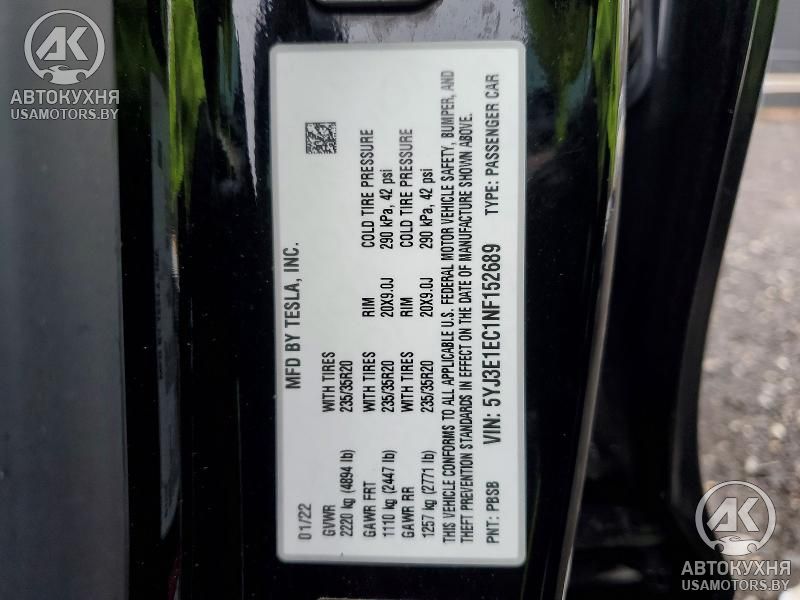 AK
АВТОКУХНЯ
USAMOTORS.BY
MFD BY TESLA, INC.
01/22
GVWR WITH TIRES RIM COLD TIRE PRESSURE
2220 kg (4894 lb) 235/35R20 20X9.0J 290 kPa, 42 psi
GAWR FRT WITH TIRES
1110 kg (2447 lb) 235/35R20
GAWR RR WITH TIRES RIM COLD TIRE PRESSURE
1257 kg (2771 lb) 235/35R20 20X9.0J 290 kPa, 42 psi
THIS VEHICLE CONFORMS TO ALL APPLICABLE U.S. FEDERAL MOTOR VEHICLE SAFETY, BUMPER, AND
THEFT PREVENTION STANDARDS IN EFFECT ON THE DATE OF MANUFACTURE SHOWN ABOVE.
VIN: 5YJ3E1EC1NF152689
PNT: PBSB TYPE: PASSENGER CAR
AK
АВТОКУХНЯ
USAMOTORS.BY